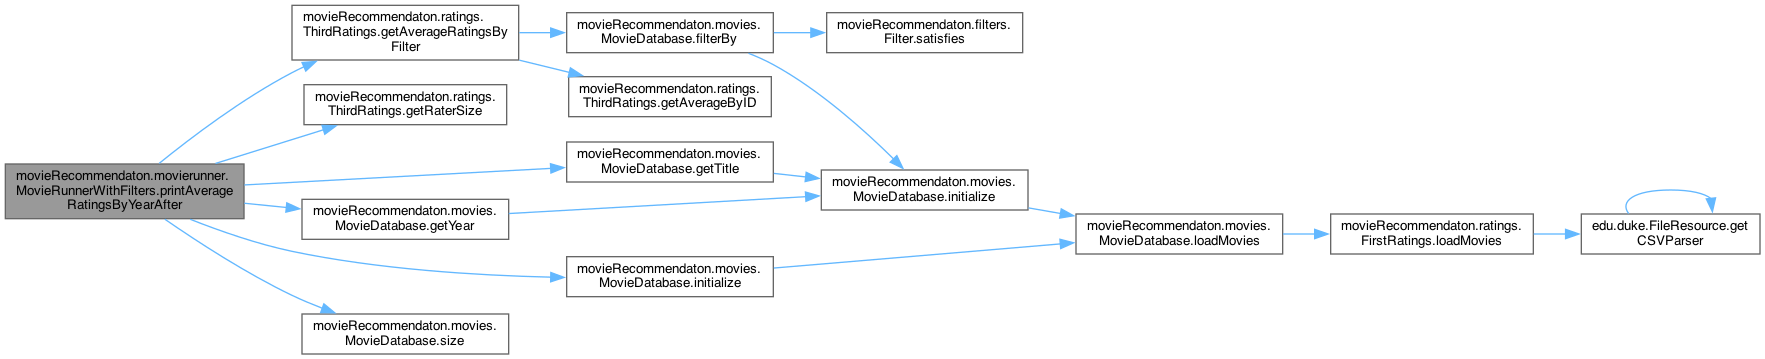 movieRecommendaton.movierunner.
MovieRunnerWithFilters.printAverage
RatingsByYearAfter
movieRecommendaton.ratings.
ThirdRatings.getAverageRatingsBy
Filter
movieRecommendaton.movies.
MovieDatabase.filterBy
movieRecommendaton.filters.
Filter.satisfies
movieRecommendaton.ratings.
ThirdRatings.getAverageByID
movieRecommendaton.ratings.
ThirdRatings.getRaterSize
movieRecommendaton.movies.
MovieDatabase.getTitle
movieRecommendaton.movies.
MovieDatabase.initialize
movieRecommendaton.movies.
MovieDatabase.getYear
movieRecommendaton.movies.
MovieDatabase.loadMovies
movieRecommendaton.ratings.
FirstRatings.loadMovies
edu.duke.FileResource.get
CSVParser
movieRecommendaton.movies.
MovieDatabase.initialize
movieRecommendaton.movies.
MovieDatabase.size